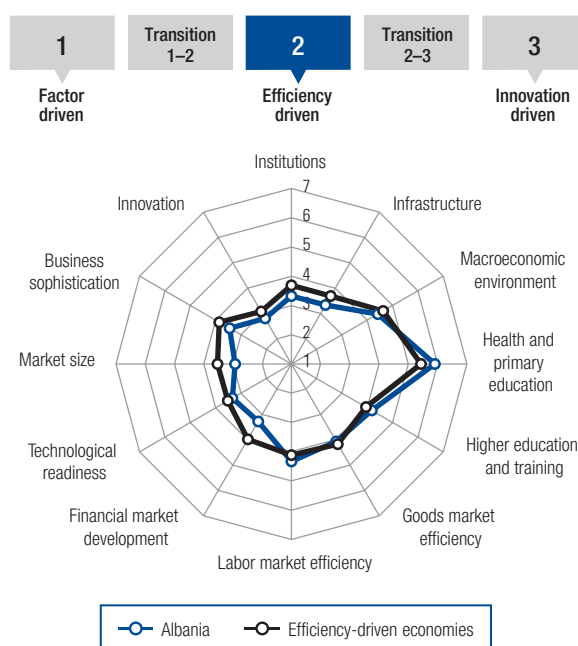 1
Transition
1–2
2
Transition
2–3
3
Factor
driven
Efficiency
driven
Innovation
driven
Institutions
Infrastructure
Macroeconomic
environment
Health and
primary
education
Higher education
and training
Goods market
efficiency
Labor market efficiency
Financial market
development
Technological
readiness
Market size
Business
sophistication
Innovation
7
6
5
4
3
2
1
Albania
Efficiency-driven economies